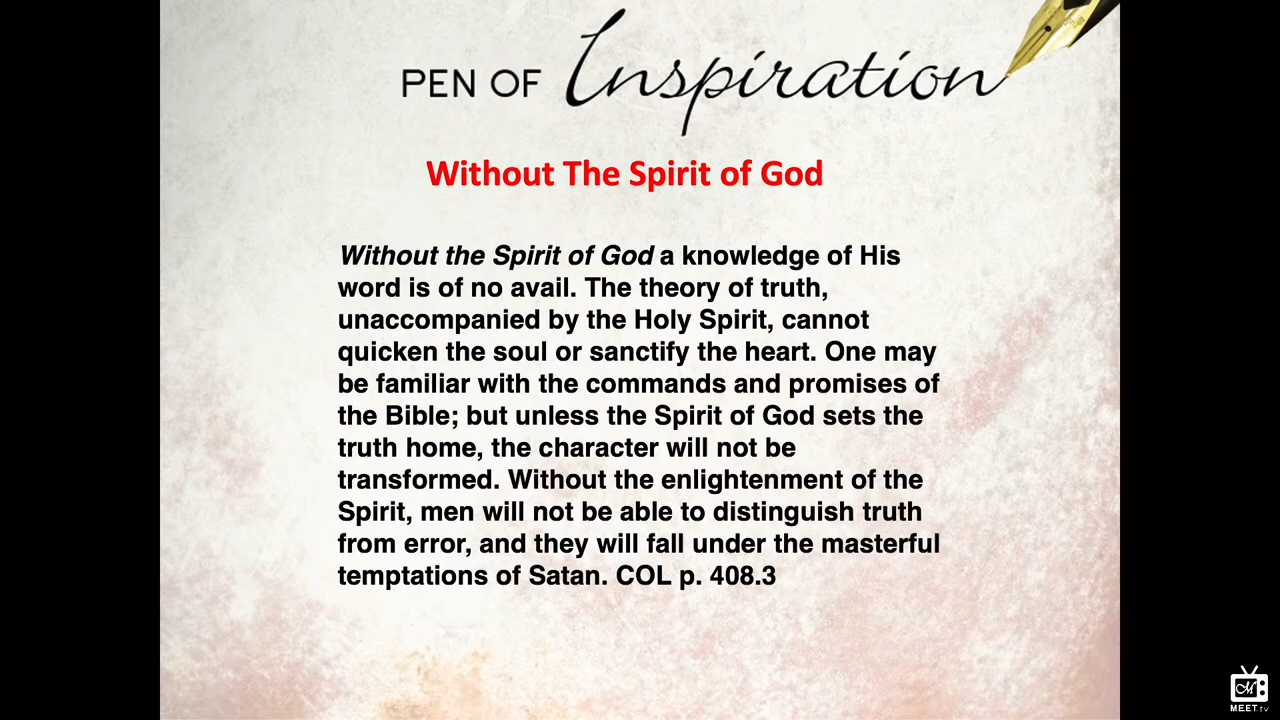 PEN OF Inspiration
Without The Spirit of God
Without the Spirit of God a knowledge of His
word is of no avail. The theory of truth,
unaccompanied by the Holy Spirit, cannot
quicken the soul or sanctify the heart. One may
be familiar with the commands and promises of
the Bible; but unless the Spirit of God sets the
truth home, the character will not be
transformed. Without the enlightenment of the
Spirit, men will not be able to distinguish truth
from error, and they will fall under the masterful
temptations of Satan. COL p. 408.3
M
MEET.TV